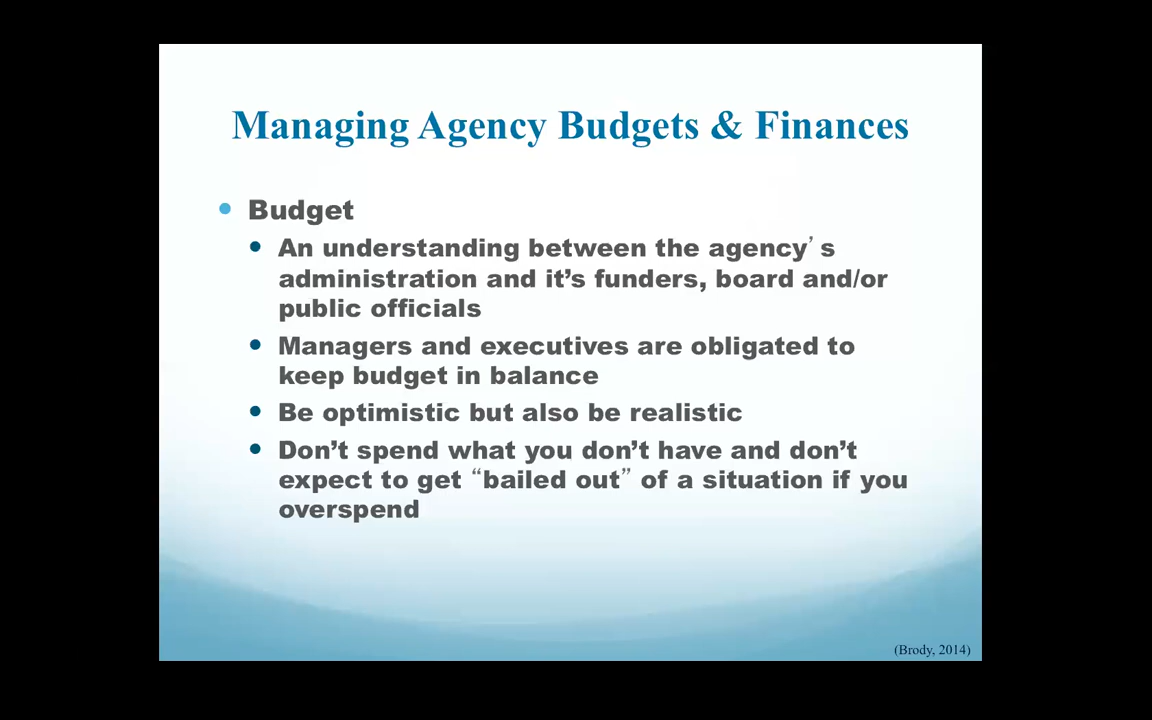 Managing Agency Budgets & Finances
• Budget
• An understanding between the agency’s
administration and it’s funders, board and/or
public officials
• Managers and executives are obligated to
keep budget in balance
• Be optimistic but also be realistic
• Don’t spend what you don’t have and don’t
expect to get “bailed out” of a situation if you
overspend
(Brody, 2014)